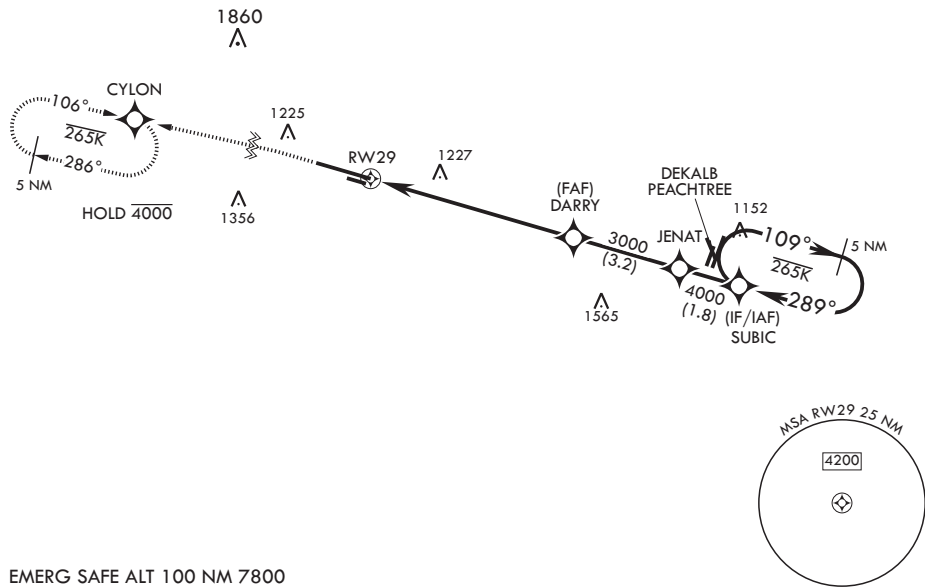 1860
CYLON
106°
265K
286°
5 NM
HOLD 4000
1225
1356
RW29
1227
(FAF)
DARRY
3000
(3.2)
1565
DEKALB
PEACHTREE
JENAT
1152
109°
5 NM
265K
289°
4000
(1.8)
(IF/IAF)
SUBIC
MSA RW29 25 NM
4200
EMERG SAFE ALT 100 NM 7800